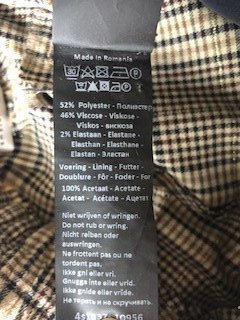 Made in Romania
52% Polyester - Полиэстер
46% Viscose - Viskose -
Viskos - вискоза
2% Elastaan - Elastane -
Elasthan - Elasthanne -
Elastan - Эластан
Voering - Lining - Futter -
Doublure - Fôr - Foder - For
100% Acetaat - Acetate -
Acetat - Acétate - Ацетат
Niet wrijven of wringen.
Do not rub or wring.
Nicht reiben oder
auswringen.
Ne frottent pas ou ne
tordent pas.
Ikke gni eller vri.
Gnugga inte eller vrid.
Ikke gnide eller vride.
Не тереть и не скручивать.